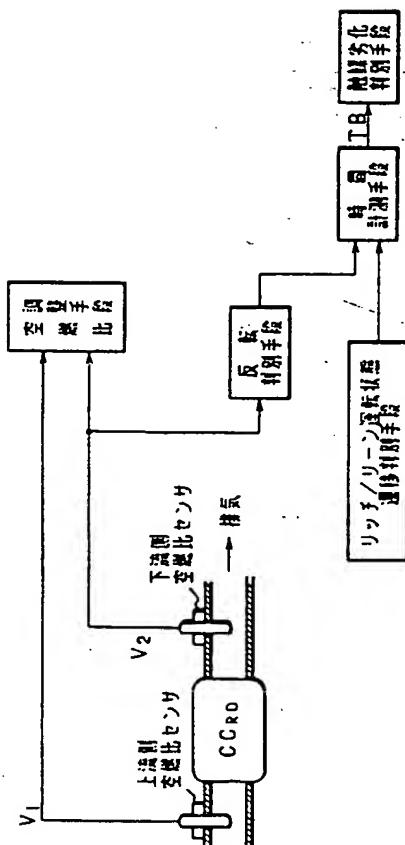 V1
上流側
空燃比センサ
CCRO
V2
下流側
空燃比センサ
排気
空燃比
調整手段
反転
判別手段
リッチ/リーン運転状態
遷移判別手段
時間
計測手段
TB
触媒劣化
判別手段